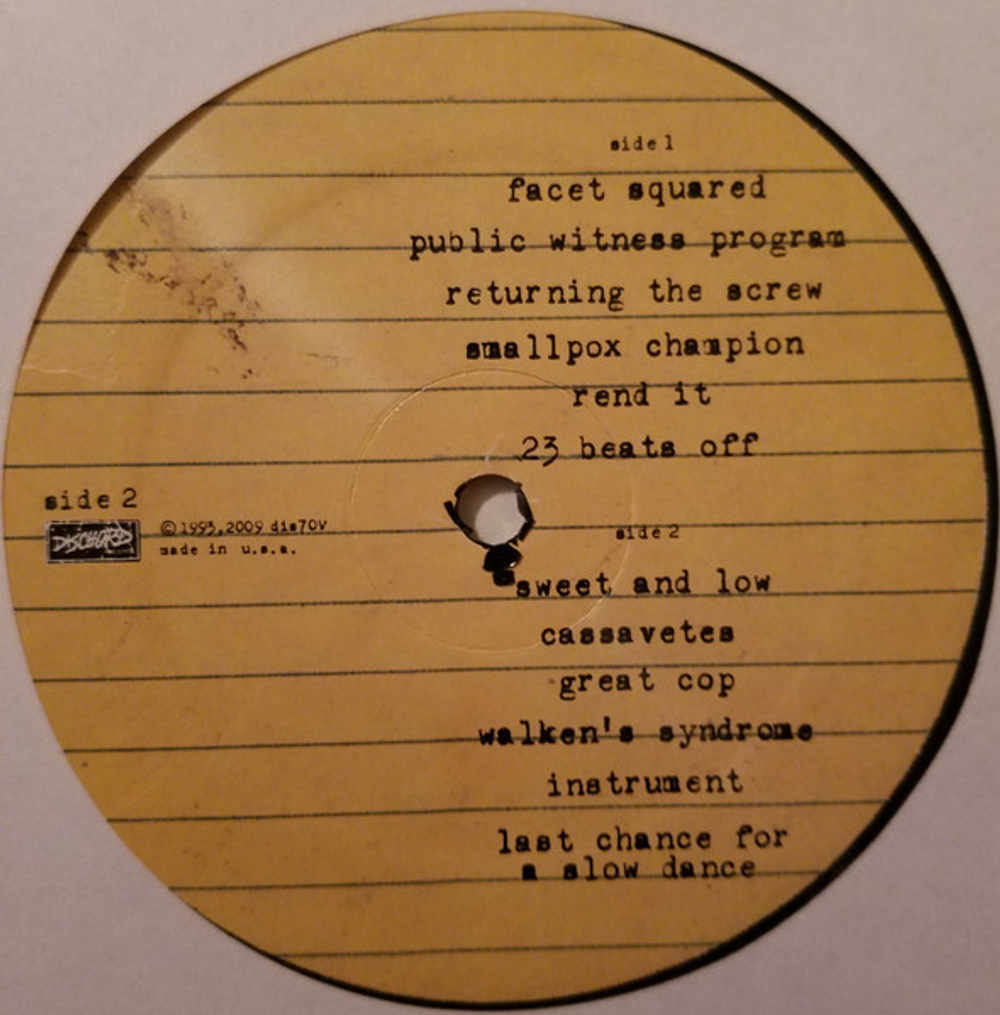 side 1
facet squared
public witness program
returning the screw
smallpox champion
rend it
23 beats off
side 2
DISCHORD
©1993,2009 dis70V
made in u.s.a.
side 2
sweet and low
cassavetes
great cop
walken's syndrome
instrument
last chance for
a slow dance